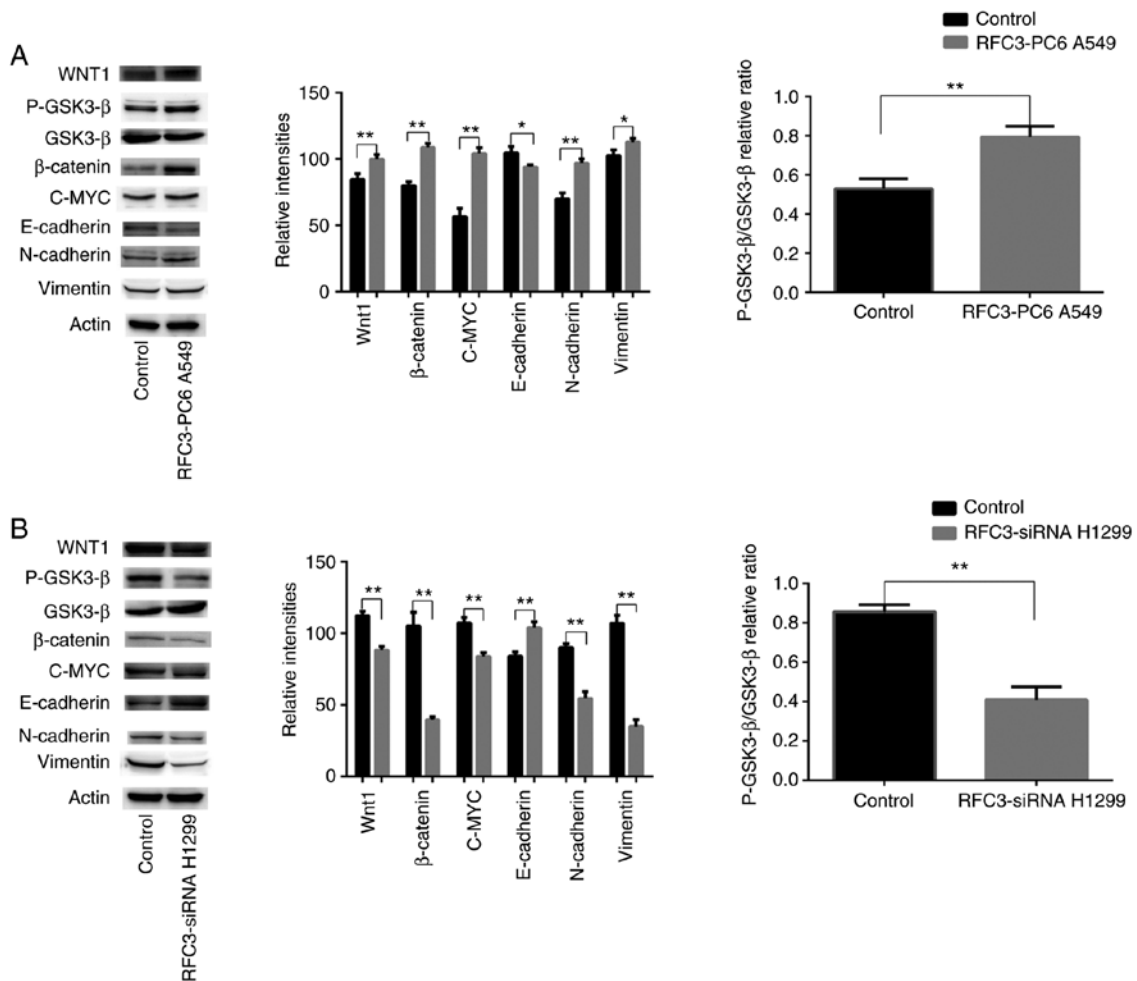 A
WNT1
P-GSK3-β
GSK3-β
β-catenin
C-MYC
E-cadherin
N-cadherin
Vimentin
Actin
Control
RFC3-PC6 A549
Relative intensities
150
100
50
0
** ** ** * ** *
Wnt1
β-catenin
C-MYC
E-cadherin
N-cadherin
Vimentin
Control
RFC3-PC6 A549
P-GSK3-β/GSK3-β relative ratio
1.0
0.8
0.6
0.4
0.2
0.0
**
Control
RFC3-PC6 A549
B
WNT1
P-GSK3-β
GSK3-β
β-catenin
C-MYC
E-cadherin
N-cadherin
Vimentin
Actin
Control
RFC3-siRNA H1299
Relative intensities
150
100
50
0
** ** ** ** ** **
Wnt1
β-catenin
C-MYC
E-cadherin
N-cadherin
Vimentin
Control
RFC3-siRNA H1299
P-GSK3-β/GSK3-β relative ratio
1.0
0.8
0.6
0.4
0.2
0.0
**
Control
RFC3-siRNA H1299